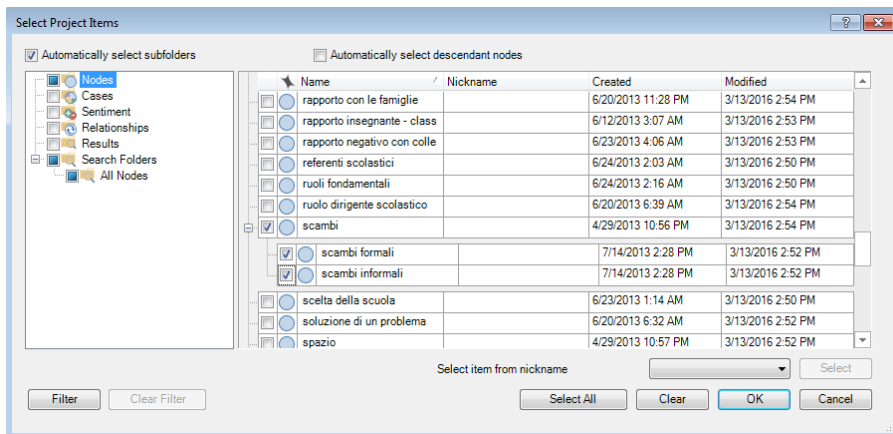 Select Project Items
Automatically select subfolders
Automatically select descendant nodes
Nodes
Cases
Sentiment
Relationships
Results
Search Folders
All Nodes
Name Nickname Created Modified
rapporto con le famiglie 6/20/2013 11:28 PM 3/13/2016 2:54 PM
rapporto insegnante - class 6/12/2013 3:07 AM 3/13/2016 2:53 PM
rapporto negativo con colle 6/23/2013 4:06 AM 3/13/2016 2:53 PM
referenti scolastici 6/24/2013 2:03 AM 3/13/2016 2:50 PM
ruoli fondamentali 6/24/2013 2:16 AM 3/13/2016 2:50 PM
ruolo dirigente scolastico 6/20/2013 6:39 AM 3/13/2016 2:54 PM
scambi 4/29/2013 10:56 PM 3/13/2016 2:54 PM
scambi formali 7/14/2013 2:28 PM 3/13/2016 2:52 PM
scambi informali 7/14/2013 2:28 PM 3/13/2016 2:52 PM
scelta della scuola 6/23/2013 1:14 AM 3/13/2016 2:50 PM
soluzione di un problema 6/20/2013 6:32 AM 3/13/2016 2:52 PM
spazio 4/29/2013 10:57 PM 3/13/2016 2:52 PM
Select item from nickname Select
Filter Clear Filter Select All Clear OK Cancel